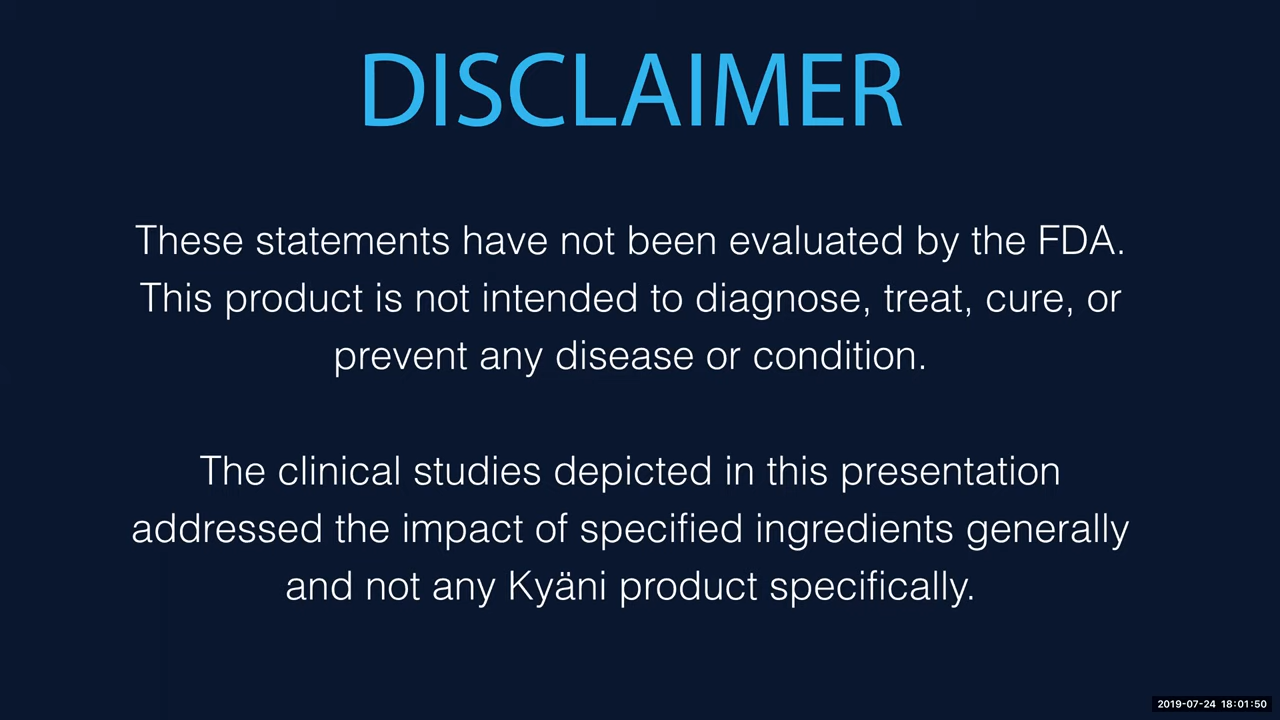 DISCLAIMER
These statements have not been evaluated by the FDA.
This product is not intended to diagnose, treat, cure, or
prevent any disease or condition.
The clinical studies depicted in this presentation
addressed the impact of specified ingredients generally
and not any Kyäni product specifically.
2019-07-24 18:01:50